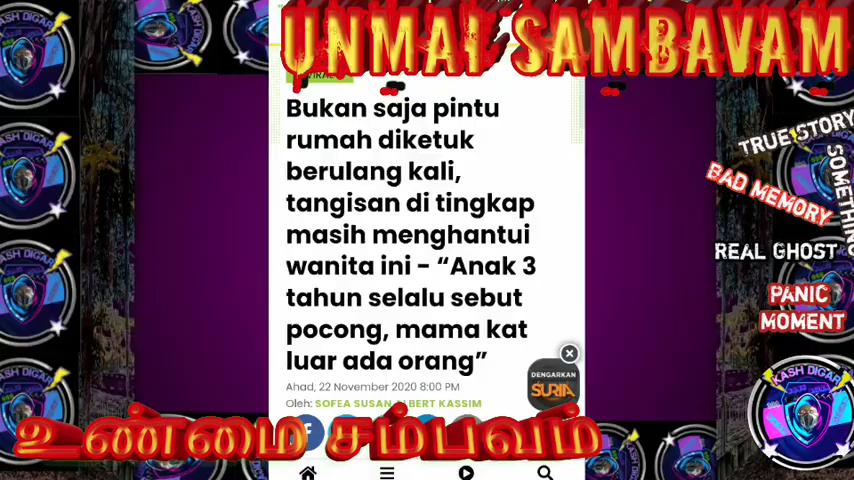 UNMAI SAMBAVAM
VIRAL
Bukan saja pintu
rumah diketuk
berulang kali,
tangisan di tingkap
masih menghantui
wanita ini - “Anak 3
tahun selalu sebut
pocong, mama kat
luar ada orang”
Ahad, 22 November 2020 8:00 PM
Oleh: SOFEA SUSAN ALBERT KASSIM
DENGARKAN
SURIA
TRUE STORY
SOMETHING
BAD MEMORY
REAL GHOST
PANIC
MOMENT
KASH DIGAR
உண்மை சம்பவம்